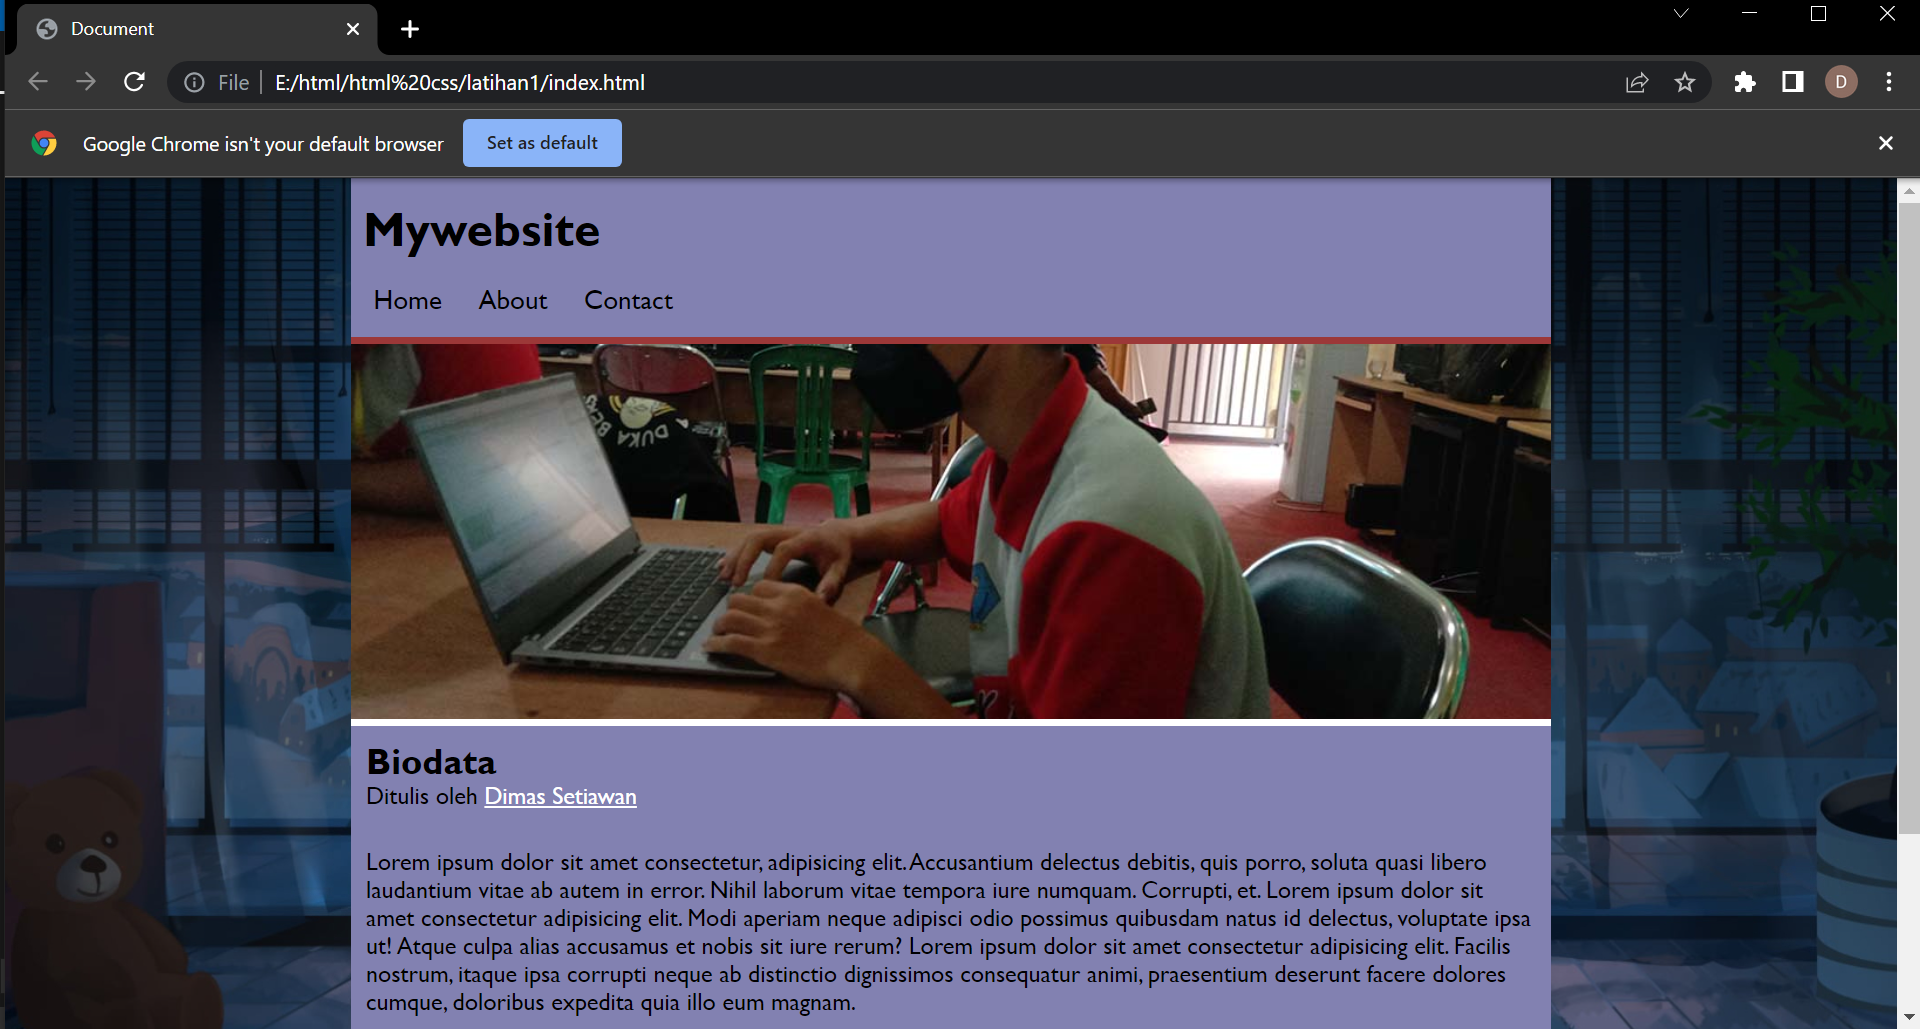 Document
File
E:/html/html%20css/latihan1/index.html
D
Google Chrome isn't your default browser
Set as default
Mywebsite
Home About Contact
DUKA
Biodata
Ditulis oleh Dimas Setiawan
Lorem ipsum dolor sit amet consectetur, adipisicing elit. Accusantium delectus debitis, quis porro, soluta quasi libero
laudantium vitae ab autem in error. Nihil laborum vitae tempora iure numquam. Corrupti, et. Lorem ipsum dolor sit
amet consectetur adipisicing elit. Modi aperiam neque adipisci odio possimus quibusdam natus id delectus, voluptate ipsa
ut! Atque culpa alias accusamus et nobis sit iure rerum? Lorem ipsum dolor sit amet consectetur adipisicing elit. Facilis
nostrum, itaque ipsa corrupti neque ab distinctio dignissimos consequatur animi, praesentium deserunt facere dolores
cumque, doloribus expedita quia illo eum magnam.